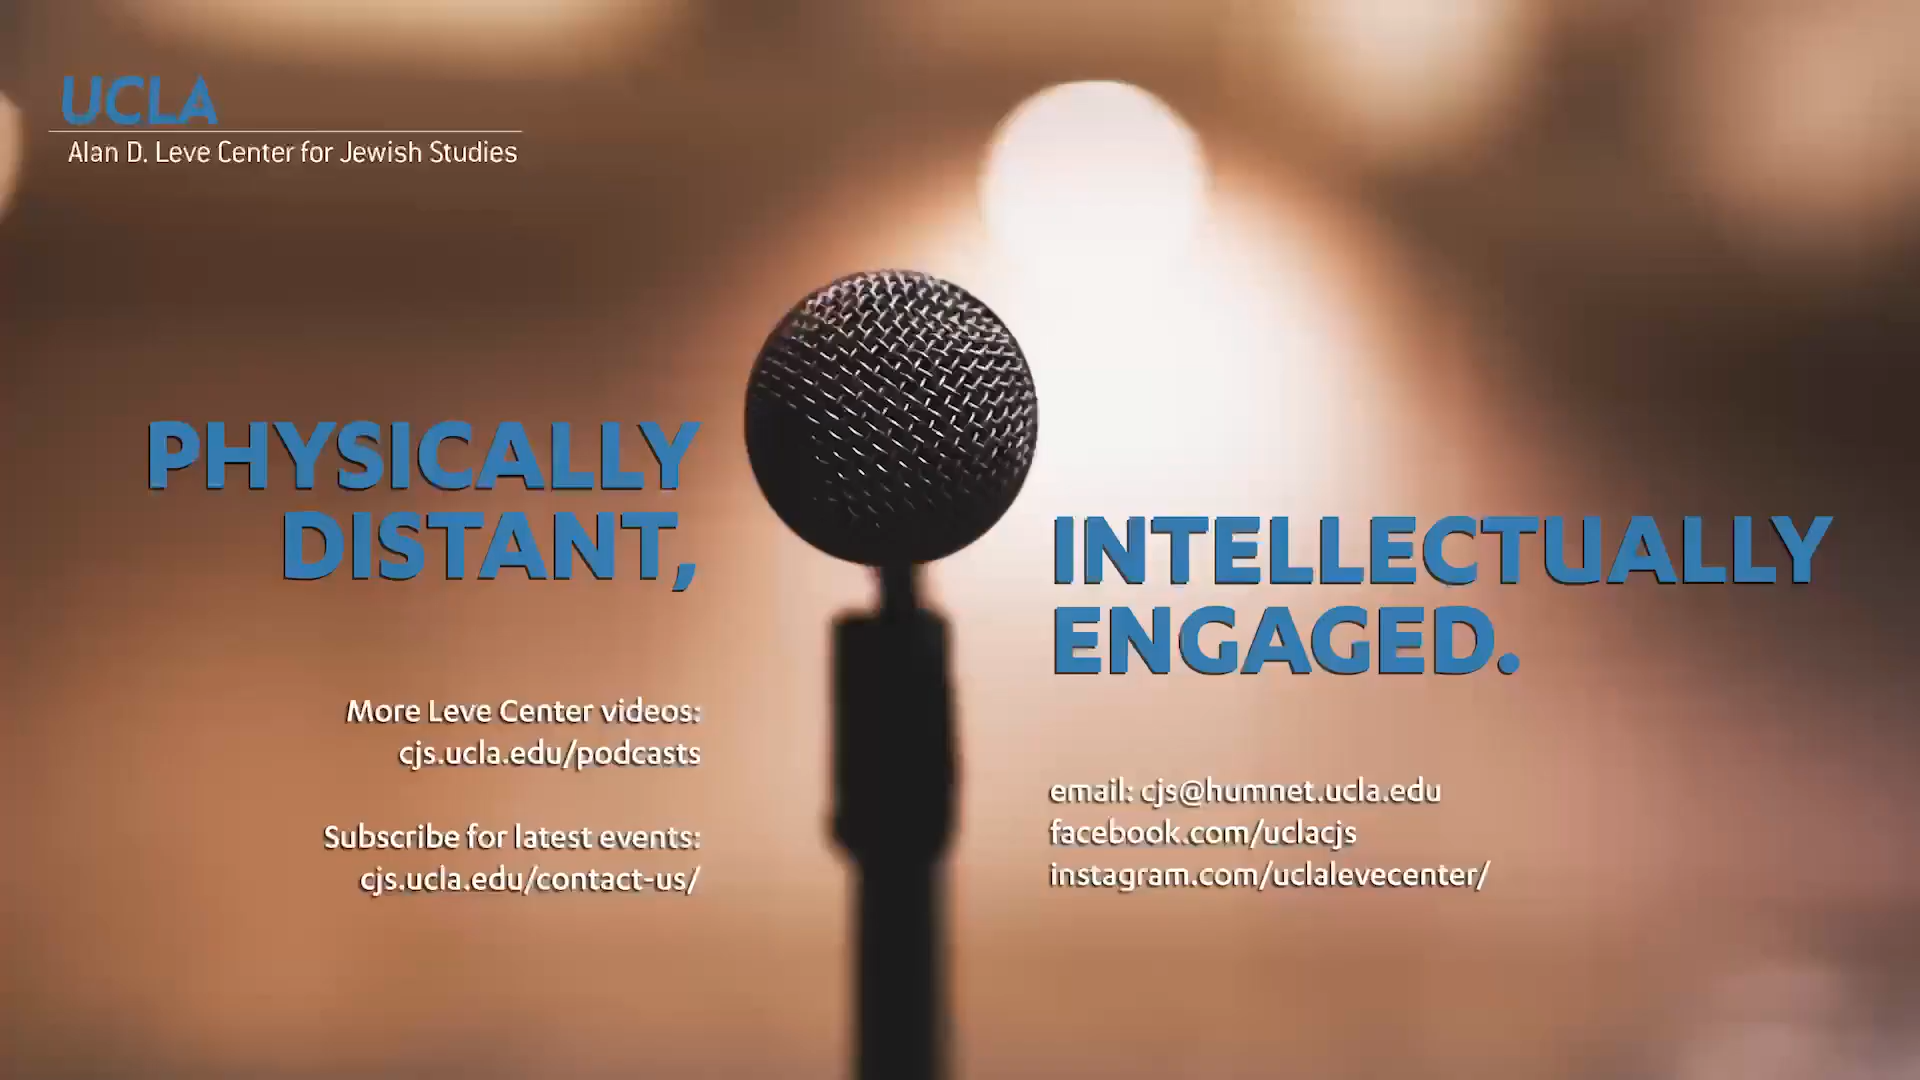 UCLA
Alan D. Leve Center for Jewish Studies
PHYSICALLY
DISTANT,
INTELLECTUALLY
ENGAGED.
More Leve Center videos:
cjs.ucla.edu/podcasts
Subscribe for latest events:
cjs.ucla.edu/contact-us/
email: cjs@humnet.ucla.edu
facebook.com/uclacjs
instagram.com/uclalevecenter/